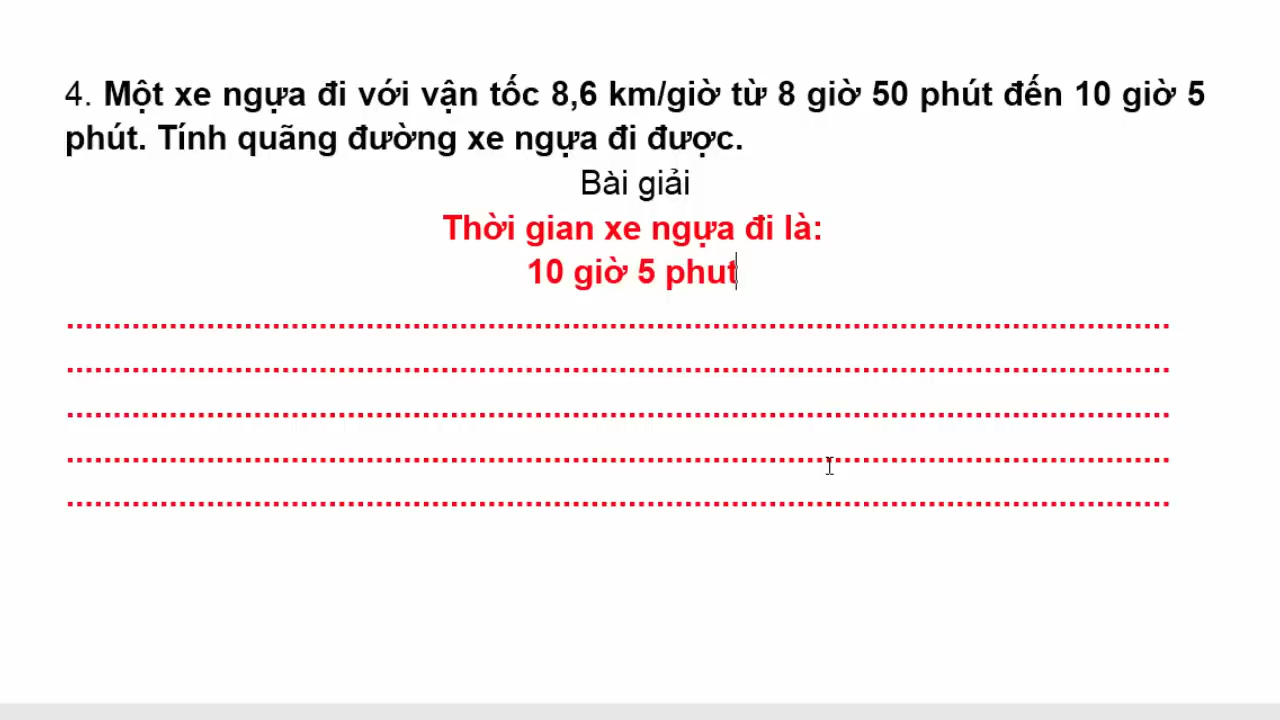 4. Một xe ngựa đi với vận tốc 8,6 km/giờ từ 8 giờ 50 phút đến 10 giờ 5
phút. Tính quãng đường xe ngựa đi được.
Bài giải
Thời gian xe ngựa đi là:
10 giờ 5 phut